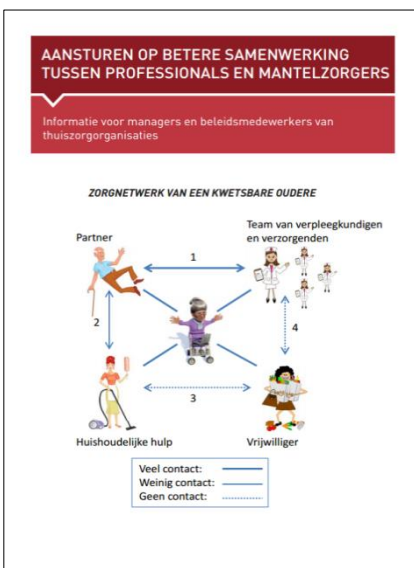 AANSTUREN OP BETERE SAMENWERKING
TUSSEN PROFESSIONALS EN MANTELZORGERS
Informatie voor managers en beleidsmedewerkers van
thuiszorgorganisaties
ZORGNETWERK VAN EEN KWETSBARE OUDERE
Partner
Team van verpleegkundigen
en verzorgenden
1
2
4
3
Huishoudelijke hulp
Vrijwilliger
Veel contact:
Weinig contact:
Geen contact: